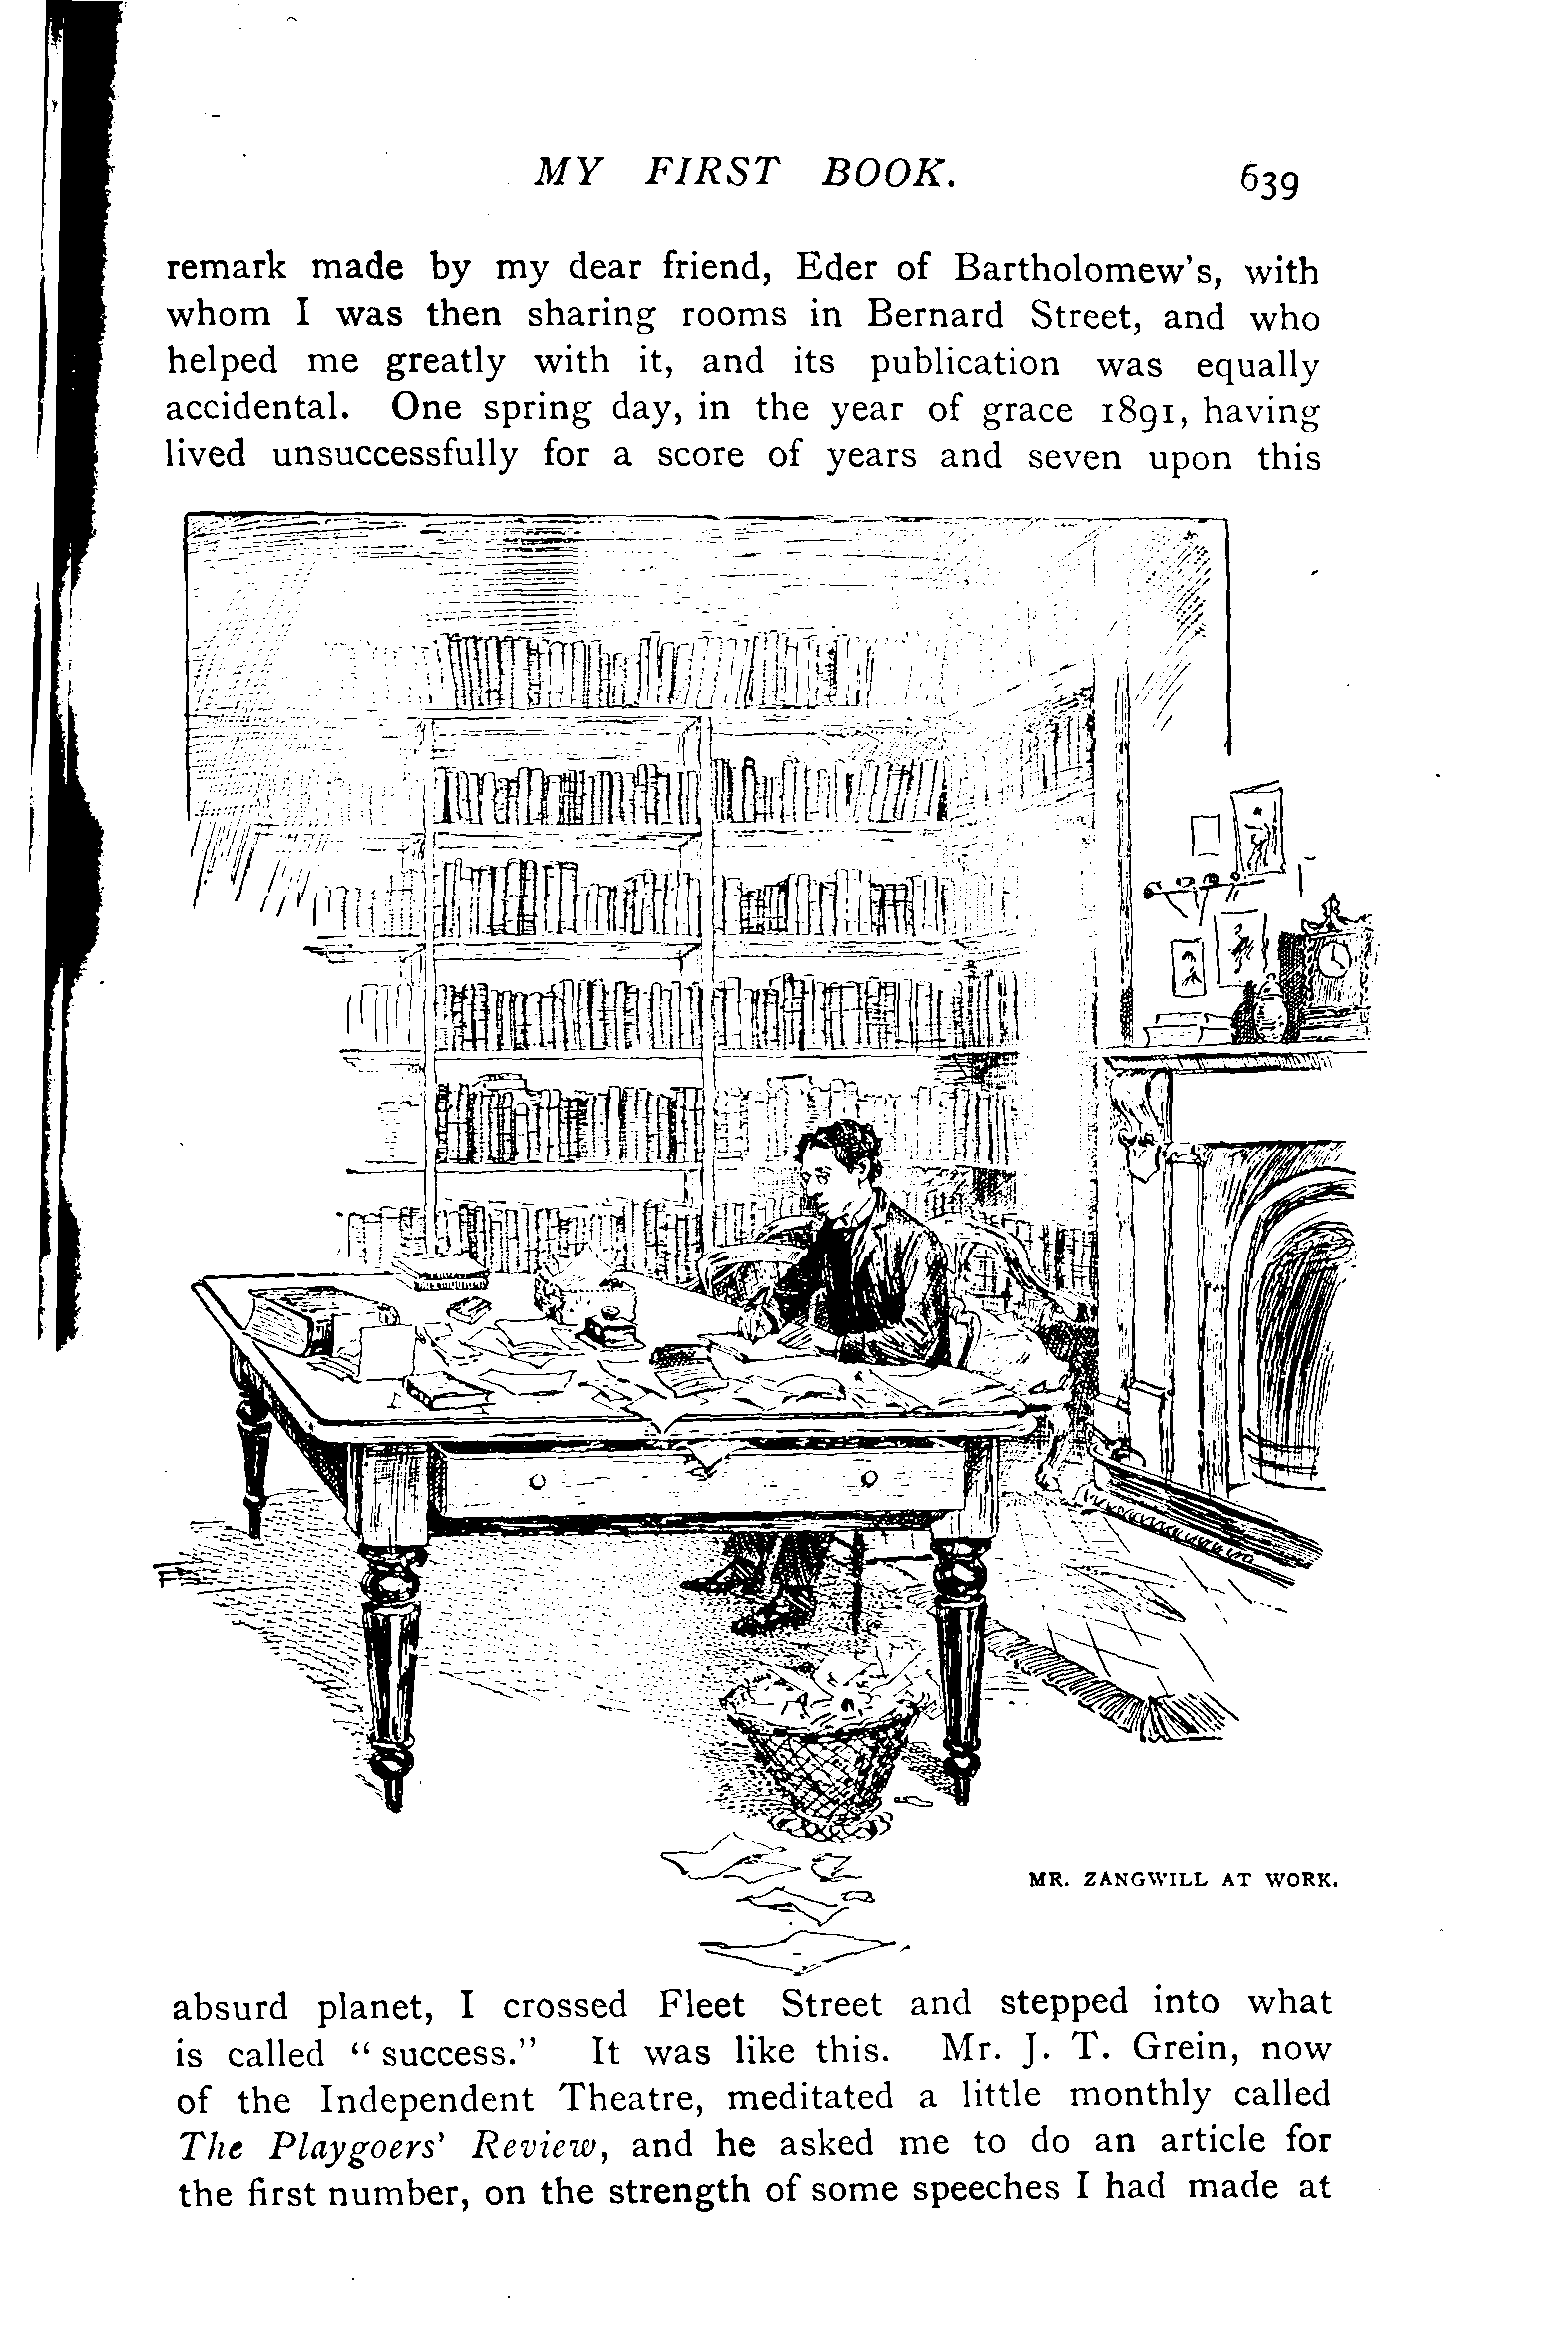 MY FIRST BOOK. 639
remark made by my dear friend, Eder of Bartholomew's, with
whom I was then sharing rooms in Bernard Street, and who
helped me greatly with it, and its publication was equally
accidental. One spring day, in the year of grace 1891, having
lived unsuccessfully for a score of years and seven upon this
MR. ZANGWILL AT WORK.
absurd planet, I crossed Fleet Street and stepped into what
is called “success.” It was like this. Mr. J. T. Grein, now
of the Independent Theatre, meditated a little monthly called
The Playgoers' Review, and he asked me to do an article for
the first number, on the strength of some speeches I had made at